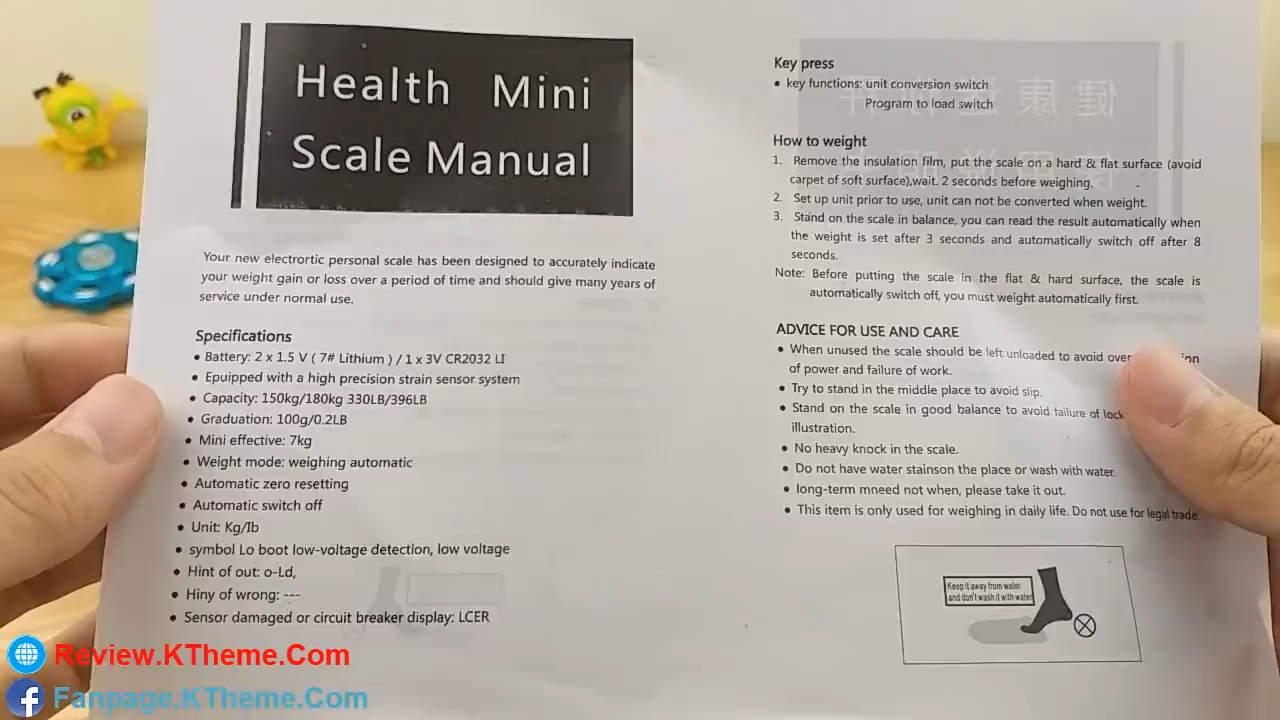 Health Mini
Scale Manual
Your new electrortic personal scale has been designed to accurately indicate
your weight gain or loss over a period of time and should give many years of
service under normal use.
Specifications
• Battery: 2 x 1.5 V ( 7# Lithium ) / 1 x 3V CR2032 LI
• Epuipped with a high precision strain sensor system
• Capacity: 150kg/180kg 330LB/396LB
• Graduation: 100g/0.2LB
• Mini effective: 7kg
• Weight mode: weighing automatic
• Automatic zero resetting
• Automatic switch off
• Unit: Kg/Ib
• symbol Lo boot low-voltage detection, low voltage
• Hint of out: o-Ld,
• Hiny of wrong: ---
• Sensor damaged or circuit breaker display: LCER
Key press
• key functions: unit conversion switch
Program to load switch
How to weight
1. Remove the insulation film, put the scale on a hard & flat surface (avoid
carpet of soft surface),wait. 2 seconds before weighing.
2. Set up unit prior to use, unit can not be converted when weight.
3. Stand on the scale in balance, you can read the result automatically when
the weight is set after 3 seconds and automatically switch off after 8
seconds.
Note: Before putting the scale in the flat & hard surface, the scale is
automatically switch off, you must weight automatically first.
ADVICE FOR USE AND CARE
• When unused the scale should be left unloaded to avoid
of power and failure of work.
• Try to stand in the middle place to avoid slip.
• Stand on the scale in good balance to avoid failure of
illustration.
• No heavy knock in the scale.
• Do not have water stainson the place or wash with water.
• long-term mneed not when, please take it out.
• This item is only used for weighing in daily life. Do not use for legal trade.
Keep it away from water
and don't wash it with water
Review.KTheme.Com
Fanpage.KTheme.Com